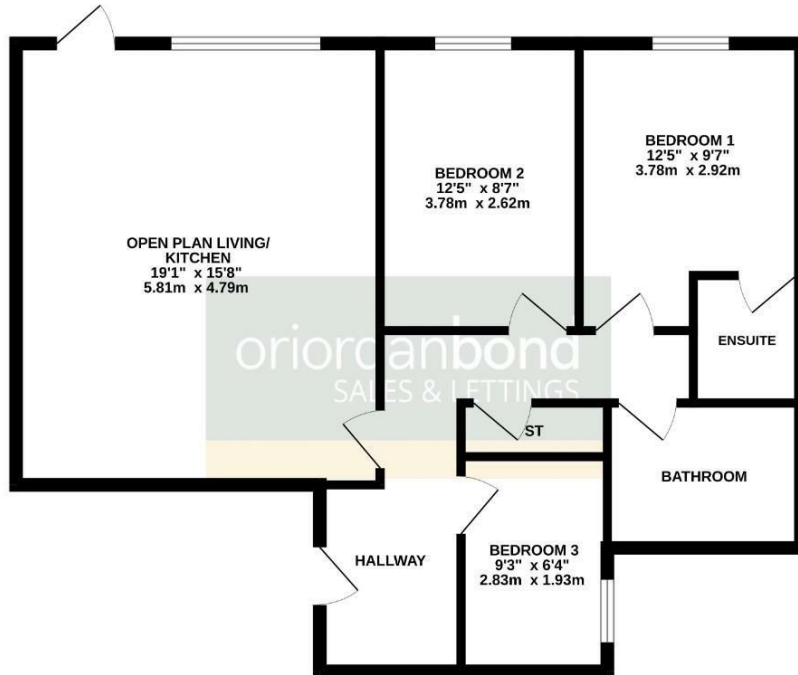 BEDROOM 1
12'5" x 9'7"
3.78m x 2.92m
BEDROOM 2
12'5" x 8'7"
3.78m x 2.62m
OPEN PLAN LIVING/
KITCHEN
19'1" x 15'8"
5.81m x 4.79m
ENSUITE
oriordanbond
SALES & LETTINGS
ST
BATHROOM
HALLWAY
BEDROOM 3
9'3" x 6'4"
2.83m x 1.93m